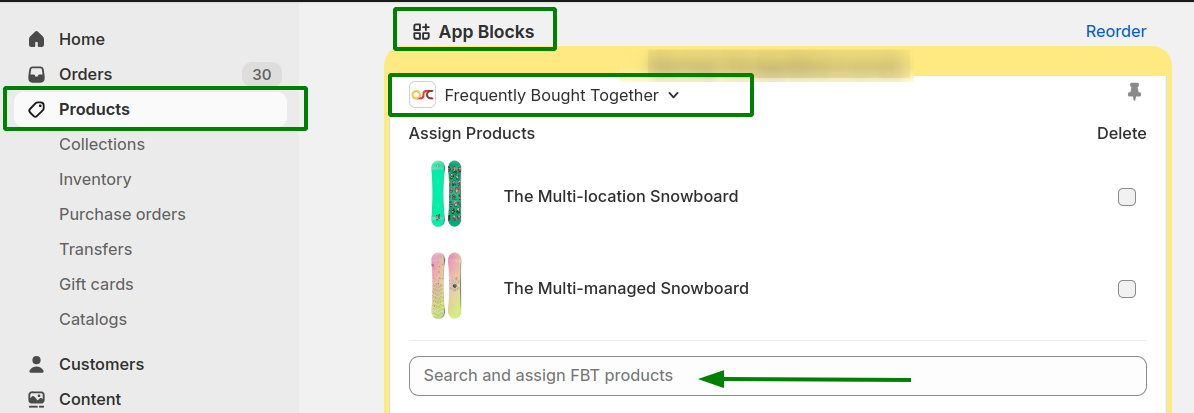 Home
Orders 30
Products
Collections
Inventory
Purchase orders
Transfers
Gift cards
Catalogs
Customers
Content
App Blocks
Reorder
Frequently Bought Together
Assign Products
Delete
The Multi-location Snowboard
The Multi-managed Snowboard
Search and assign FBT products